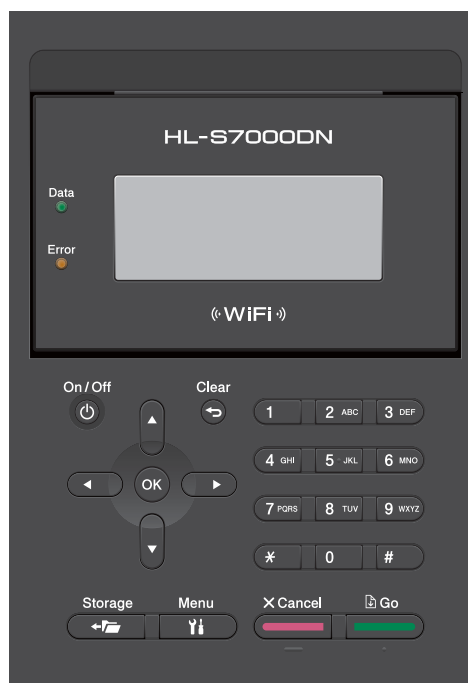 HL-S7000DN
Data
Error
WiFi
On/Off Clear
OK
1 2 ABC 3 DEF
4 GHI 5 JKL 6 MNO
7 PQRS 8 TUV 9 WXYZ
* 0 #
Storage Menu Cancel Go